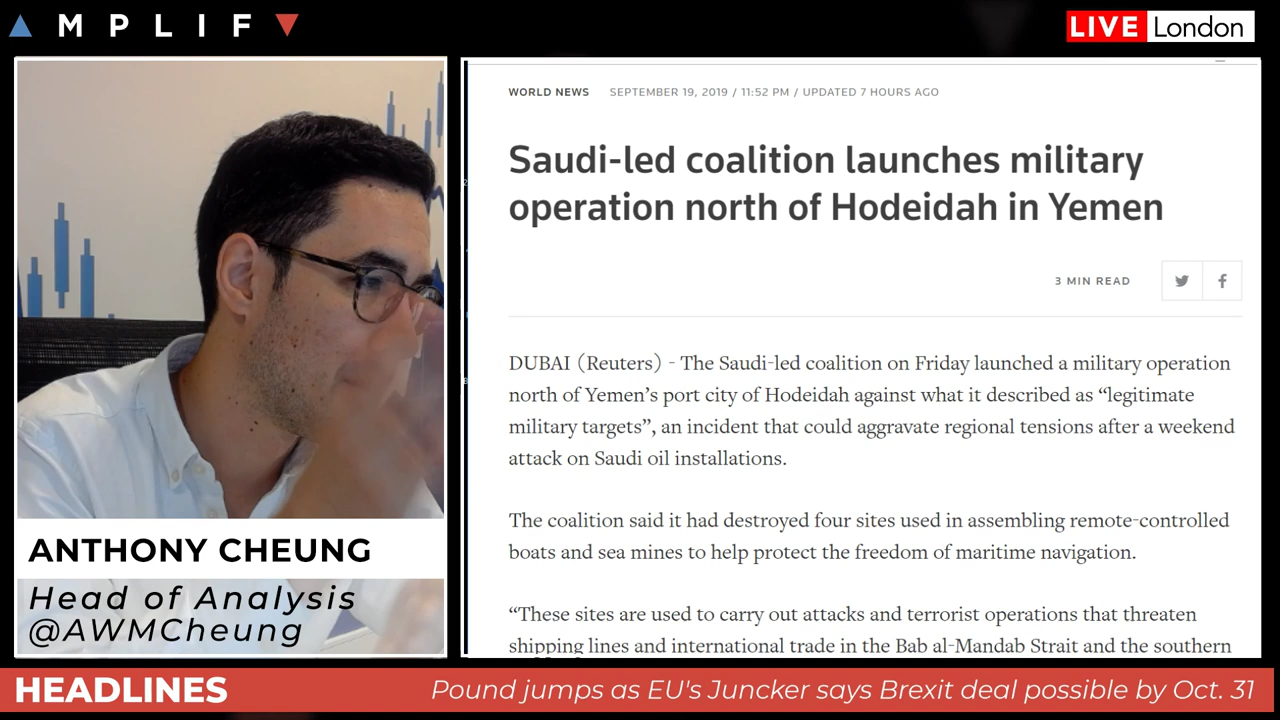 MPLIF
LIVE London
WORLD NEWS SEPTEMBER 19, 2019 / 11:52 PM / UPDATED 7 HOURS AGO
Saudi-led coalition launches military
operation north of Hodeidah in Yemen
3 MIN READ
DUBAI (Reuters) - The Saudi-led coalition on Friday launched a military operation
north of Yemen’s port city of Hodeidah against what it described as “legitimate
military targets”, an incident that could aggravate regional tensions after a weekend
attack on Saudi oil installations.
The coalition said it had destroyed four sites used in assembling remote-controlled
boats and sea mines to help protect the freedom of maritime navigation.
“These sites are used to carry out attacks and terrorist operations that threaten
shipping lines and international trade in the Bab al-Mandab Strait and the southern
ANTHONY CHEUNG
Head of Analysis
@AWMCheung
HEADLINES Pound jumps as EU's Juncker says Brexit deal possible by Oct. 31